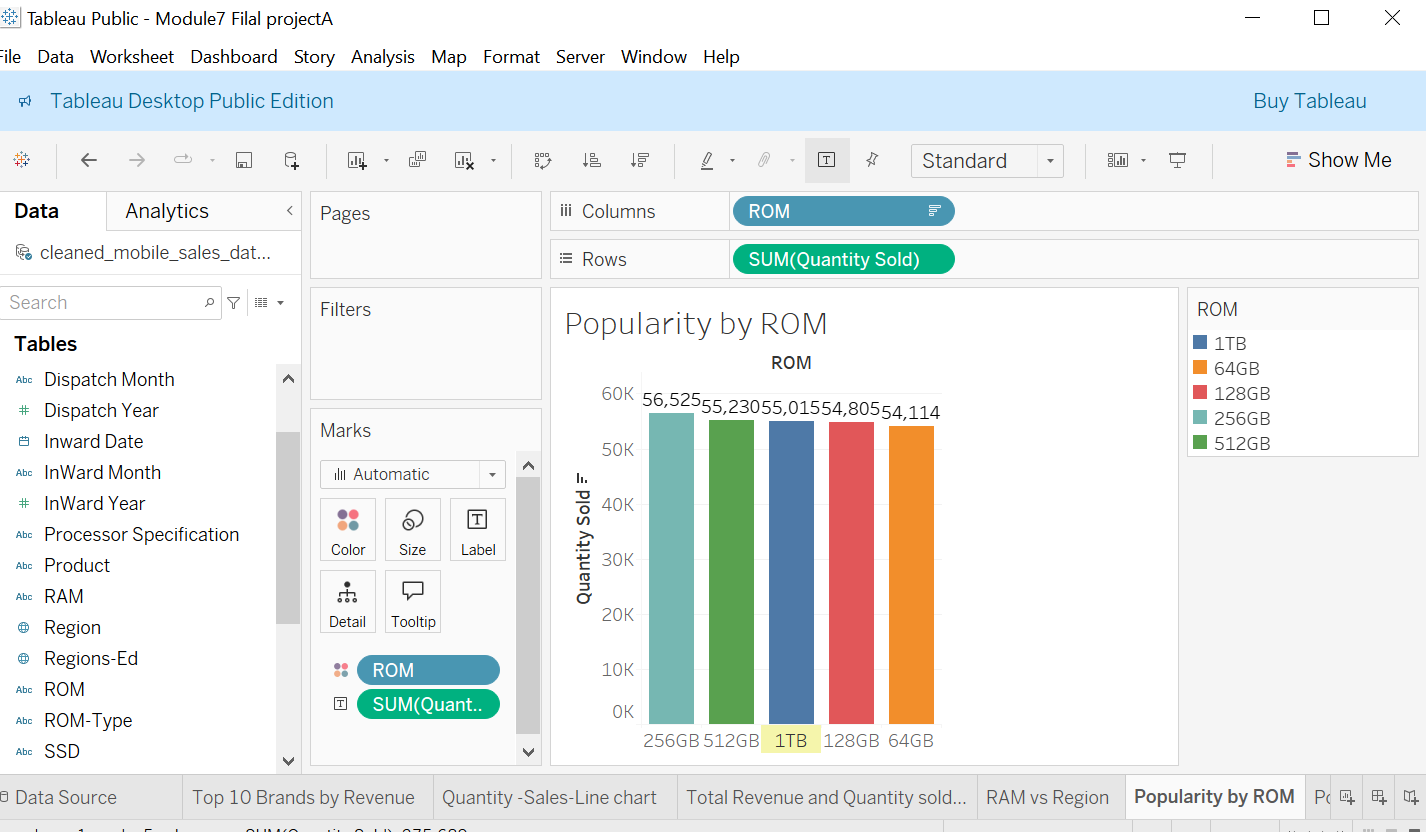 Tableau Public - Module7 Filal projectA
File Data Worksheet Dashboard Story Analysis Map Format Server Window Help
Tableau Desktop Public Edition Buy Tableau
Standard Show Me
Data Analytics
cleaned_mobile_sales_dat...
Search
Tables
Abc Dispatch Month
# Dispatch Year
Inward Date
Abc InWard Month
# InWard Year
Abc Processor Specification
Abc Product
Abc RAM
Region
Regions-Ed
Abc ROM
Abc ROM-Type
Abc SSD
Pages
Filters
Marks
Automatic
Color Size Label
Detail Tooltip
ROM
SUM(Quant..
Columns ROM
Rows SUM(Quantity Sold)
Popularity by ROM
ROM
Quantity Sold
60K
50K
40K
30K
20K
10K
0K
56,525 55,230 55,015 54,805 54,114
256GB 512GB 1TB 128GB 64GB
ROM
1TB
64GB
128GB
256GB
512GB
Data Source Top 10 Brands by Revenue Quantity -Sales-Line chart Total Revenue and Quantity sold... RAM vs Region Popularity by ROM